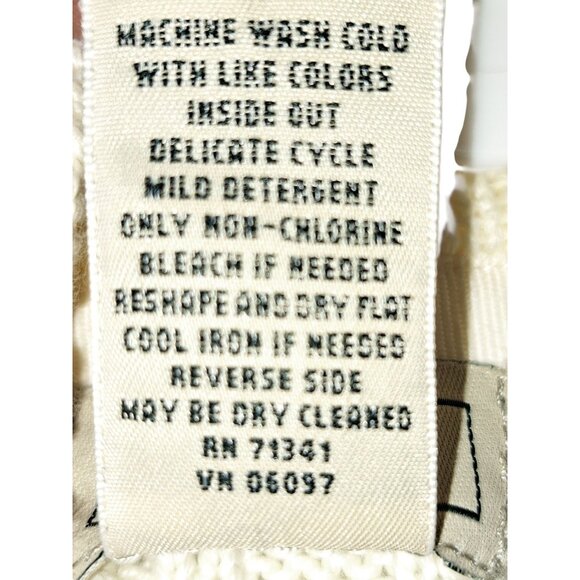 MACHINE WASH COLD
WITH LIKE COLORS
INSIDE OUT
DELICATE CYCLE
MILD DETERGENT
ONLY NON-CHLORINE
BLEACH IF NEEDED
RESHAPE AND DRY FLAT
COOL IRON IF NEEDED
REVERSE SIDE
MAY BE DRY CLEANED
RN 71341
VN 06097